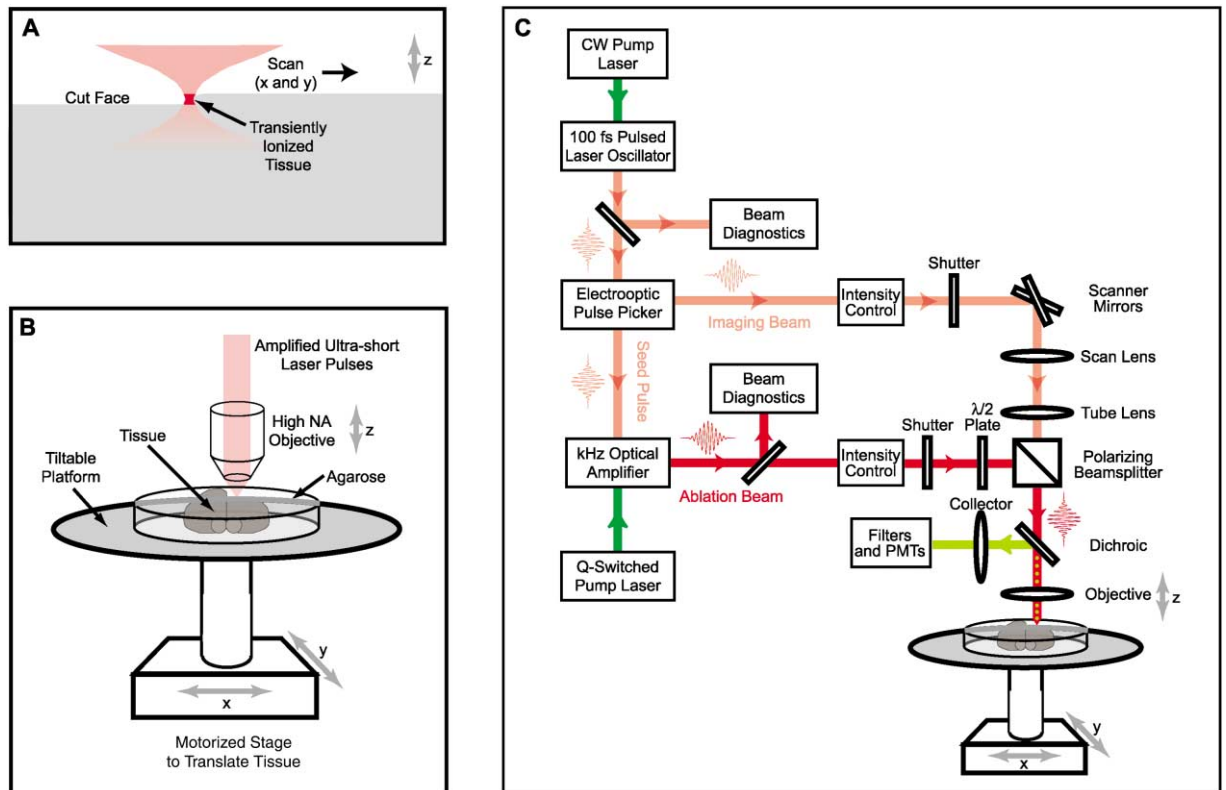 A
Scan
(x and y)
z
Cut Face
Transiently
Ionized
Tissue
B
Amplified Ultra-short
Laser Pulses
High NA
Objective
z
Tissue
Tiltable
Platform
Agarose
y
x
Motorized Stage
to Translate Tissue
C
CW Pump
Laser
100 fs Pulsed
Laser Oscillator
Beam
Diagnostics
Electrooptic
Pulse Picker
Imaging Beam
Intensity
Control
Shutter
Scanner
Mirrors
Scan Lens
Seed Pulse
Beam
Diagnostics
Tube Lens
kHz Optical
Amplifier
Ablation Beam
Intensity
Control
Shutter
λ/2
Plate
Polarizing
Beamsplitter
Collector
Filters
and PMTs
Dichroic
Q-Switched
Pump Laser
Objective
z
y
x